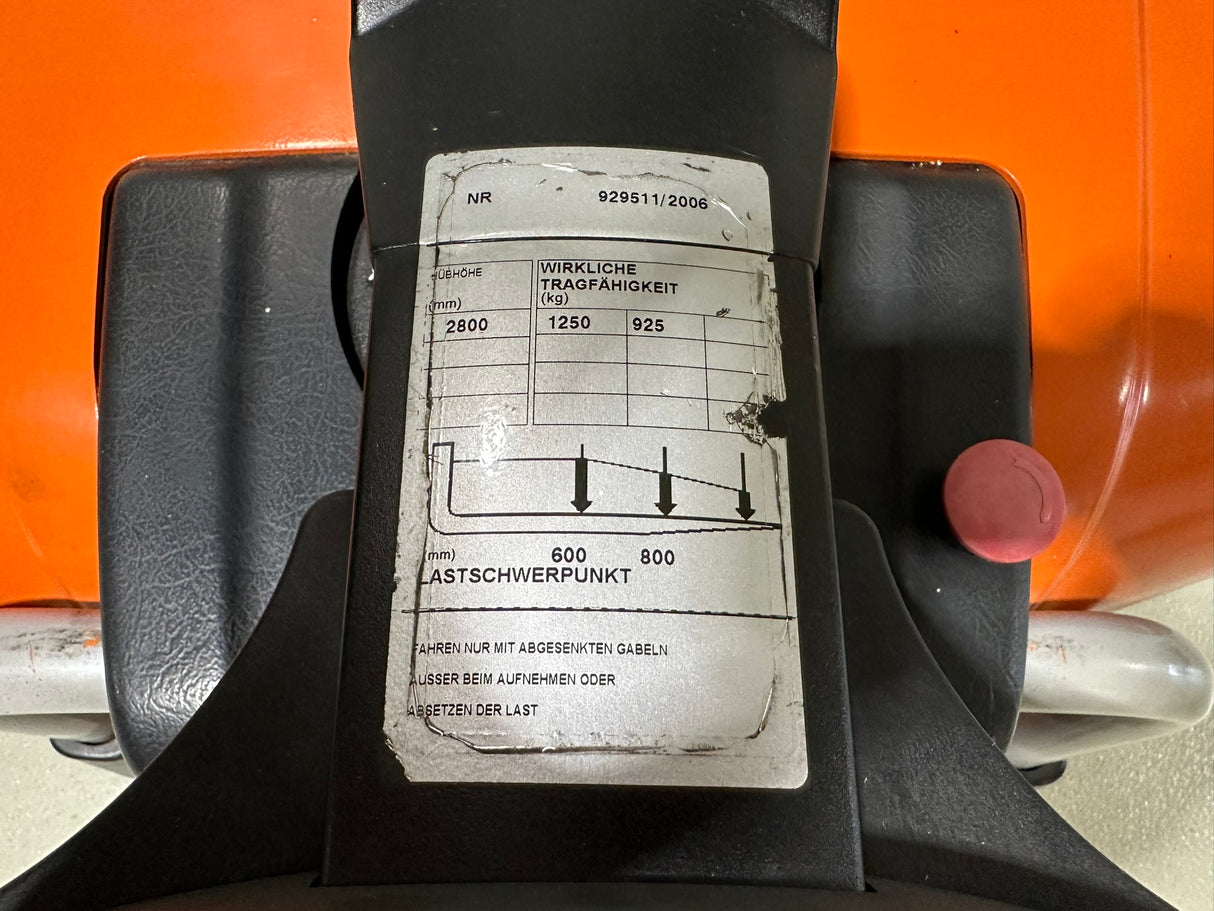 NR 929511/2006
HUBHÖHE WIRKLICHE
TRAGFÄHIGKEIT
(mm) (kg)
2800 1250 925
600 800
(mm)
LASTSCHWERPUNKT
FAHREN NUR MIT ABGESENKTEN GABELN
AUSSER BEIM AUFNEHMEN ODER
ABSETZEN DER LAST